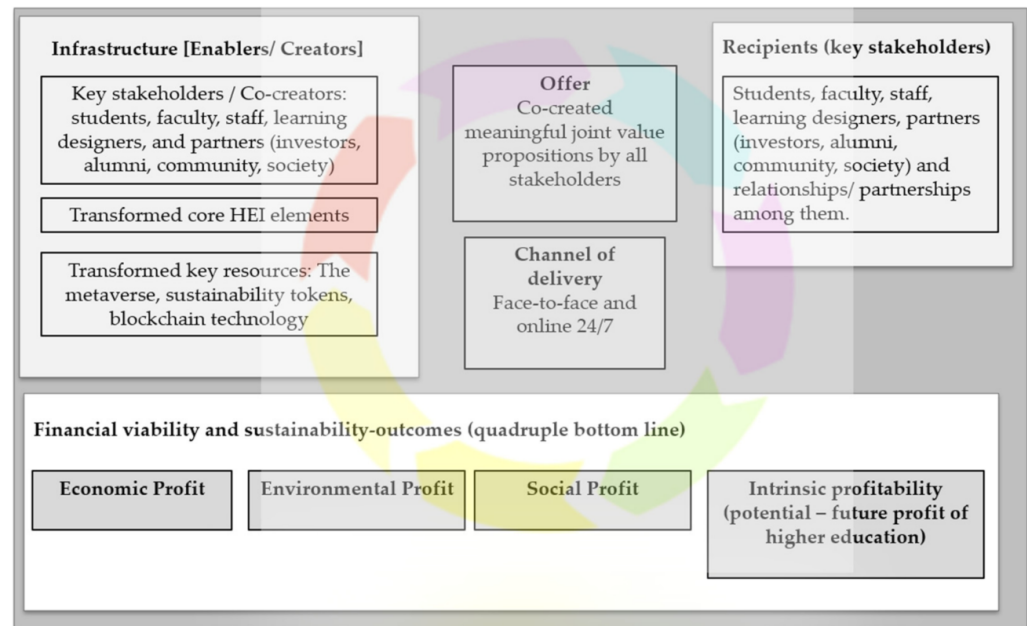 Infrastructure [Enablers/ Creators]
Key stakeholders / Co-creators:
students, faculty, staff, learning
designers, and partners (investors,
alumni, community, society)
Transformed core HEI elements
Transformed key resources: The
metaverse, sustainability tokens,
blockchain technology
Offer
Co-created
meaningful joint value
propositions by all
stakeholders
Channel of
delivery
Face-to-face and
online 24/7
Recipients (key stakeholders)
Students, faculty, staff,
learning designers, partners
(investors, alumni,
community, society) and
relationships/ partnerships
among them.
Financial viability and sustainability-outcomes (quadruple bottom line)
Economic Profit
Environmental Profit
Social Profit
Intrinsic profitability
(potential – future profit of
higher education)